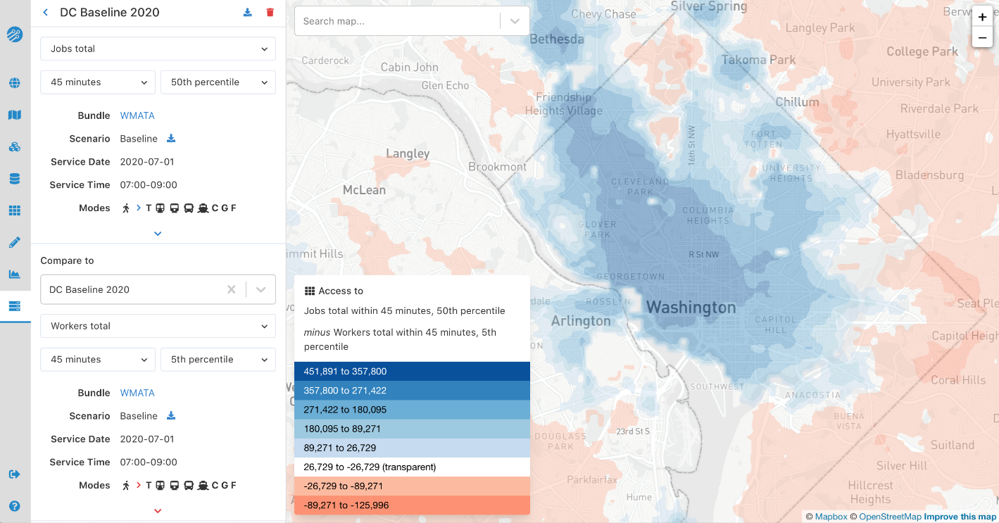 DC Baseline 2020
Jobs total
45 minutes
50th percentile
Bundle WMATA
Scenario Baseline
Service Date 2020-07-01
Service Time 07:00-09:00
Modes > T C G F
Compare to
DC Baseline 2020
Workers total
45 minutes
5th percentile
Bundle WMATA
Scenario Baseline
Service Date 2020-07-01
Service Time 07:00-09:00
Modes > T C G F
Search map...
+
−
Access to
Jobs total within 45 minutes, 50th percentile
minus Workers total within 45 minutes, 5th
percentile
451,891 to 357,800
357,800 to 271,422
271,422 to 180,095
180,095 to 89,271
89,271 to 26,729
26,729 to -26,729 (transparent)
-26,729 to -89,271
-89,271 to -125,996
Chevy Chase
Silver Spring
Berw
Langley Park
Bethesda
College Park
Carderock
Cabin John
Takoma Park
Glen Echo
University Park
Friendship
Heights Village
Chillum
Riverdale Park
Hyattsville
FORT
TOTTEN
16th St NW
Langley
Brookmont
UNIVERSITY
HEIGHTS
Bladensburg
McLean
CLEVELAND
PARK
COLUMBIA
HEIGHTS
GLOVER
PARK
mmit Hills
R St NW
GEORGETOWN
ROSSLYN
dale
Washington
Seat Ple
Arlington
CAPITOL
HILL
Capitol Heig
ON
Coral Hills
SOUTHWEST
ANACOSTIA
BUENA
VISTA
23rd St S
DOUGLASS
PARK
Suitland
Silver Hill
Parkfairfax
Hillcrest
Heights
Hume
© Mapbox © OpenStreetMap Improve this map